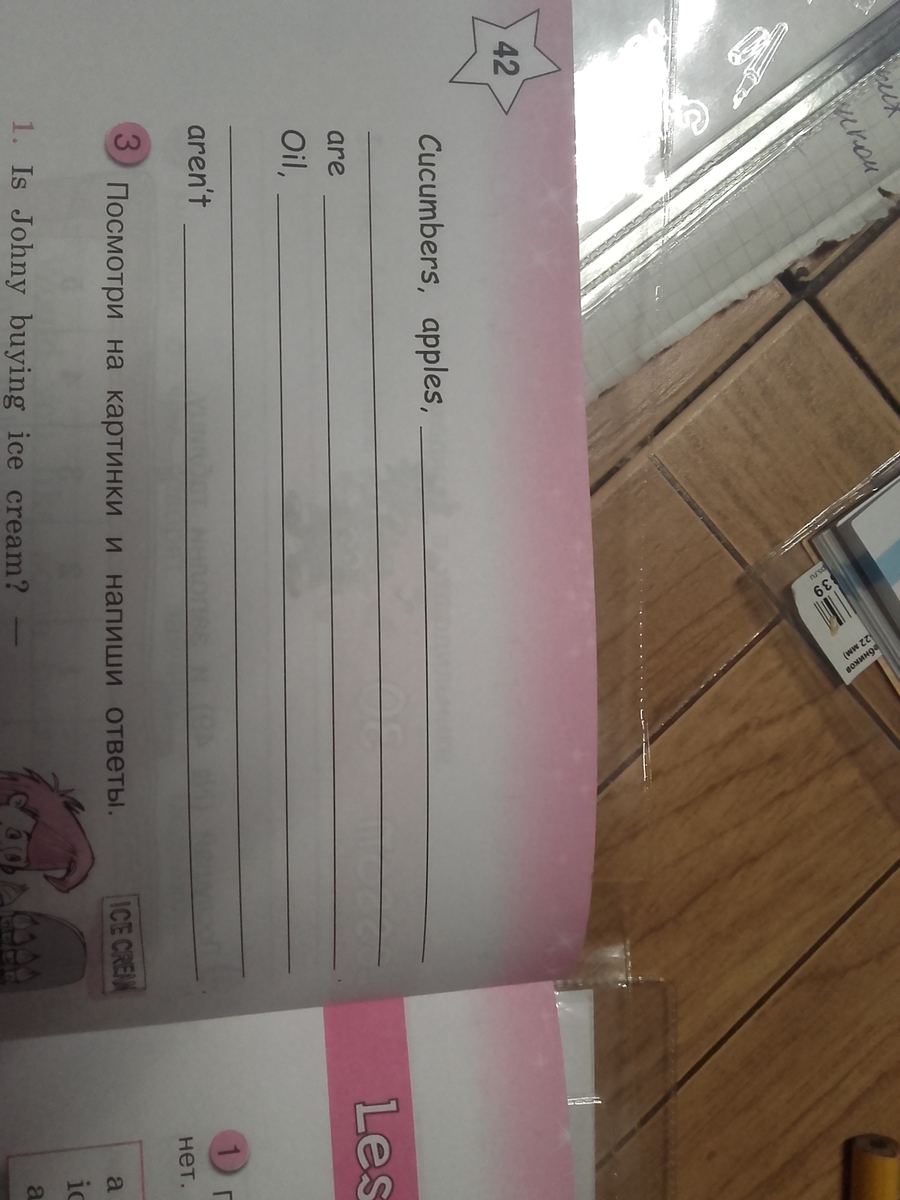 42
Cucumbers, apples,
are
Oil,
aren't
3 Посмотри на картинки и напиши ответы.
1. Is Johny buying ice cream? —
ICE CREAM
Les
1
нет.